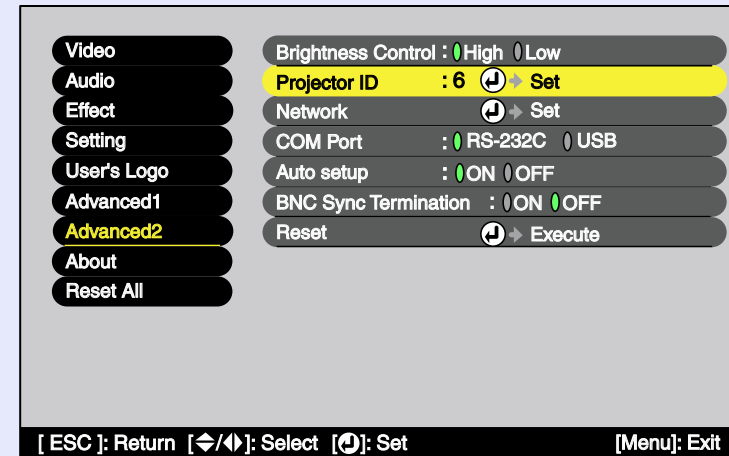 Video
Audio
Effect
Setting
User's Logo
Advanced1
Advanced2
About
Reset All
Brightness Control : High Low
Projector ID : 6 Set
Network Set
COM Port : RS-232C USB
Auto setup : ON OFF
BNC Sync Termination : ON OFF
Reset Execute
[ ESC ]: Return [ / ]: Select [ ]: Set [Menu]: Exit